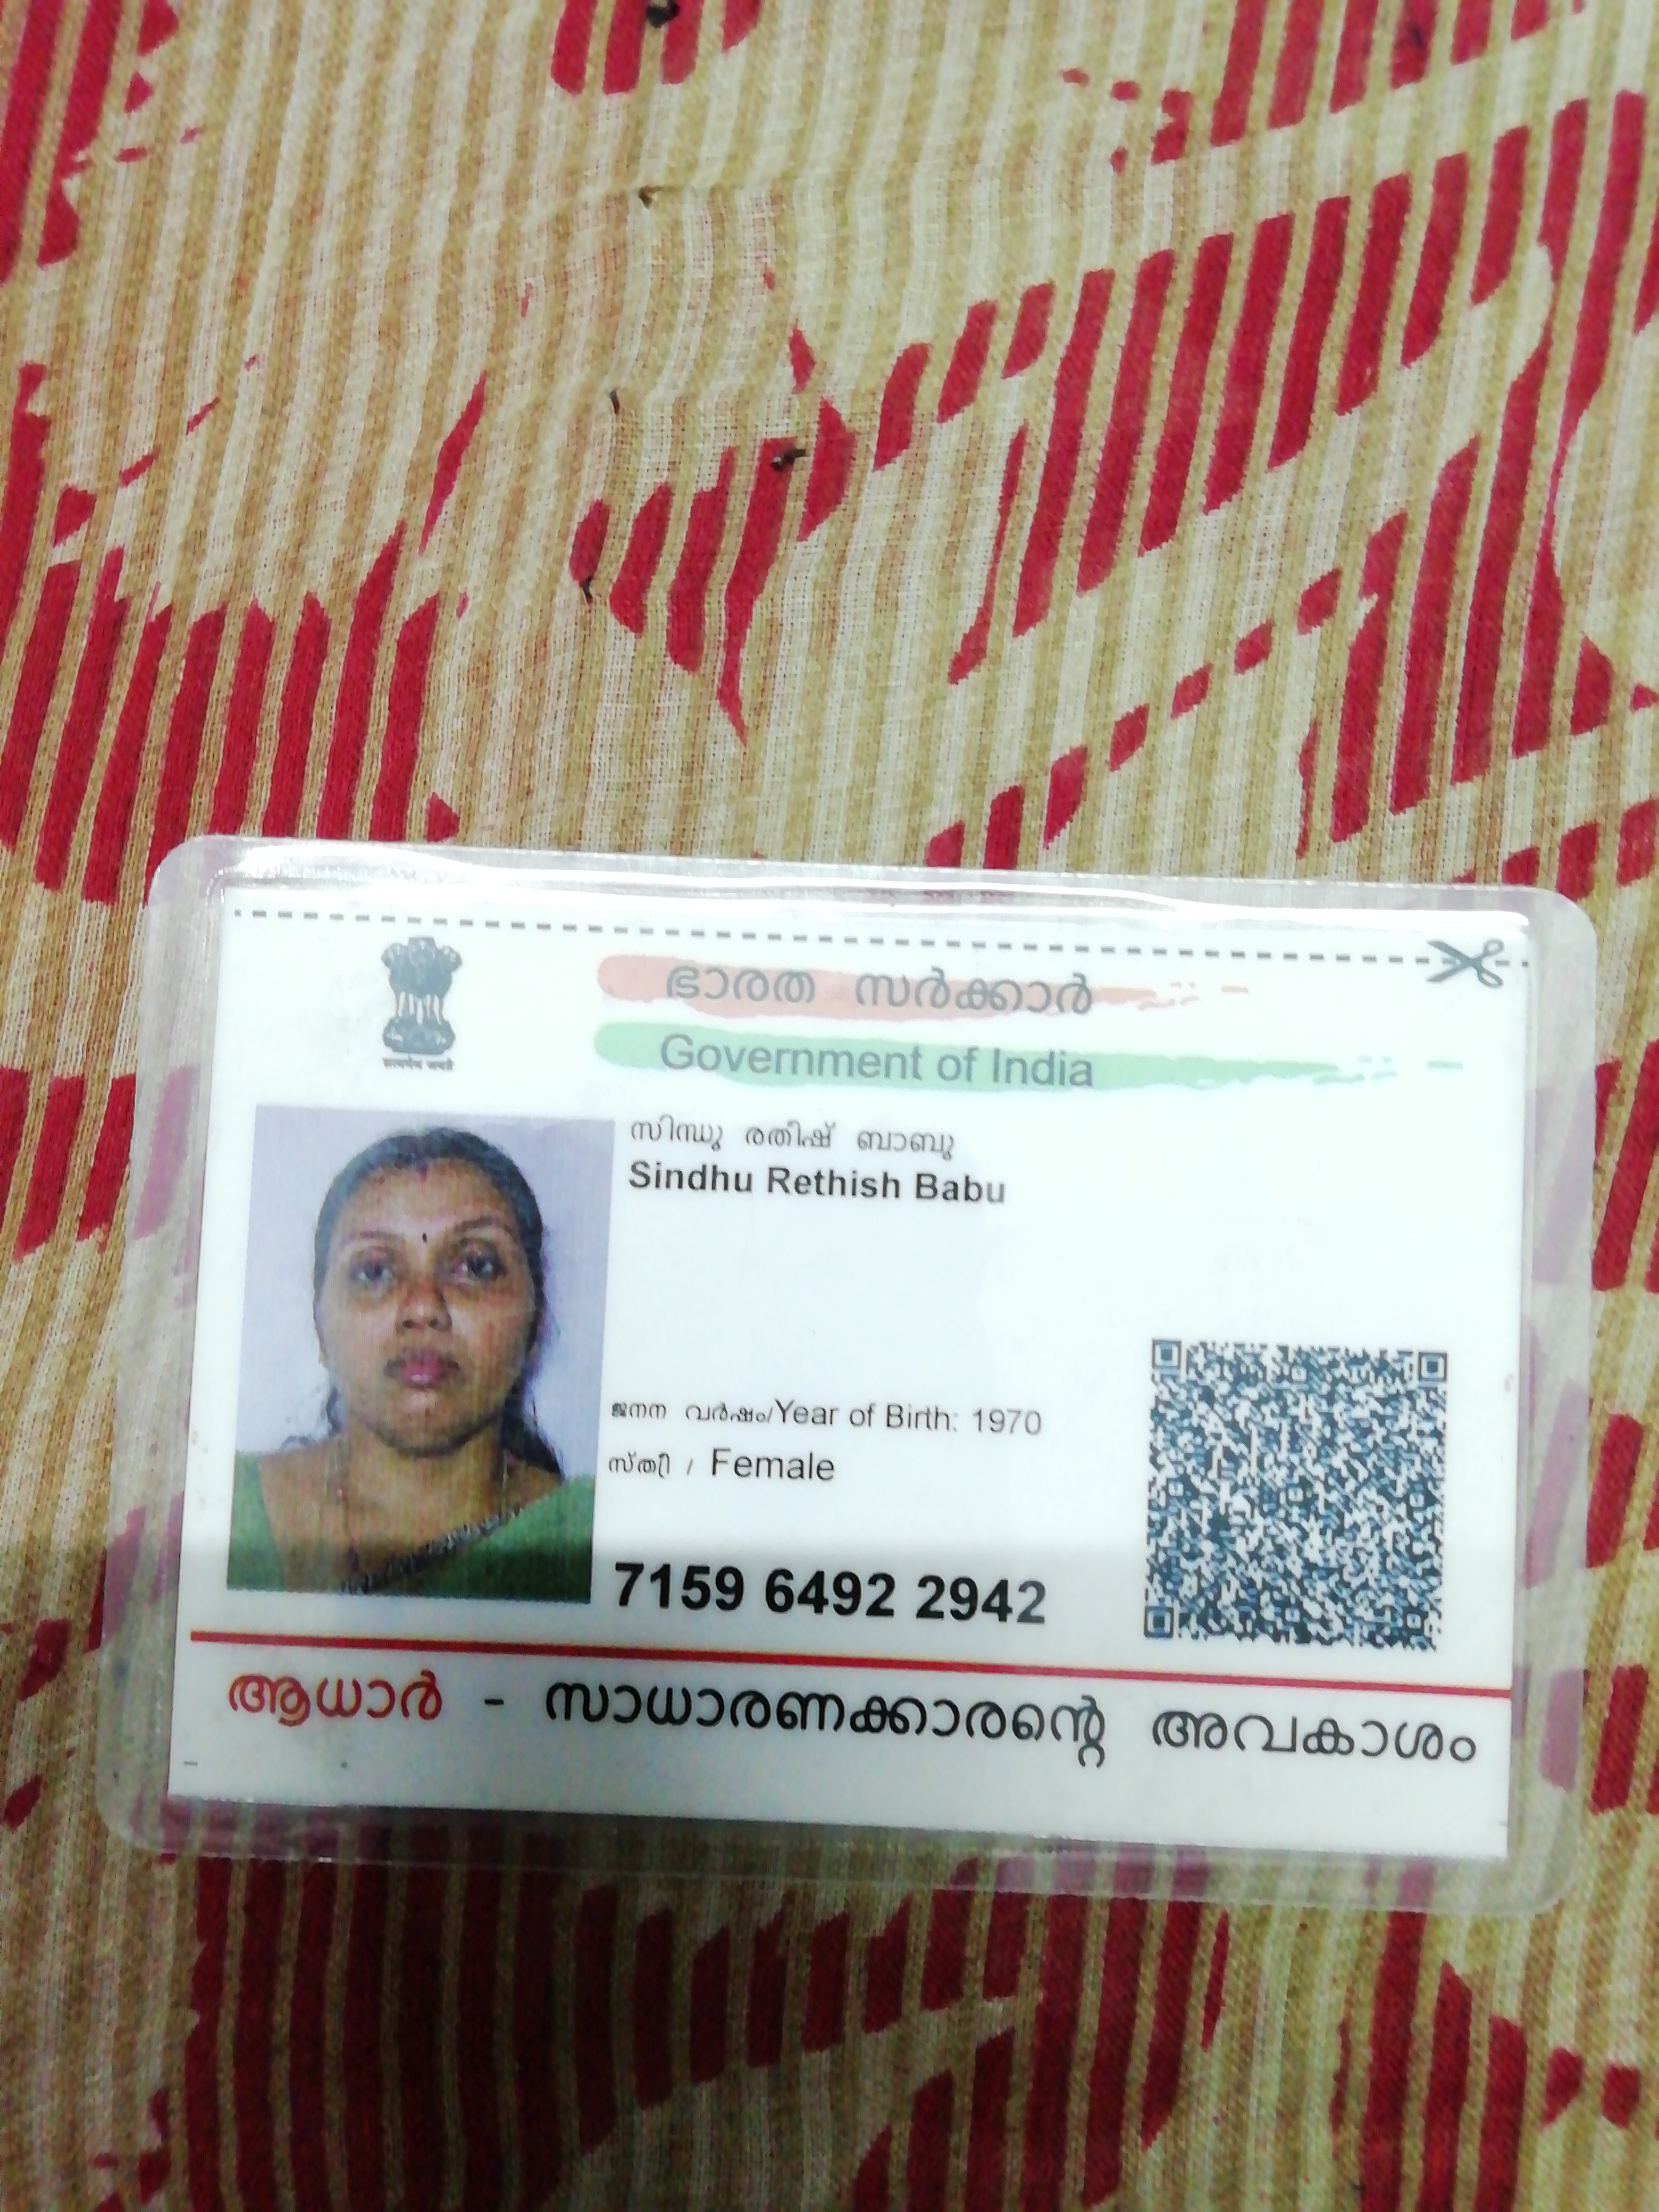 ഭാരത സർക്കാർ
Government of India
सत्यमेव जयते
സിന്ധു രതീഷ് ബാബു
Sindhu Rethish Babu
ജനന വർഷം/Year of Birth: 1970
സ്ത്രീ / Female
7159 6492 2942
ആധാർ - സാധാരണക്കാരന്റെ അവകാശം